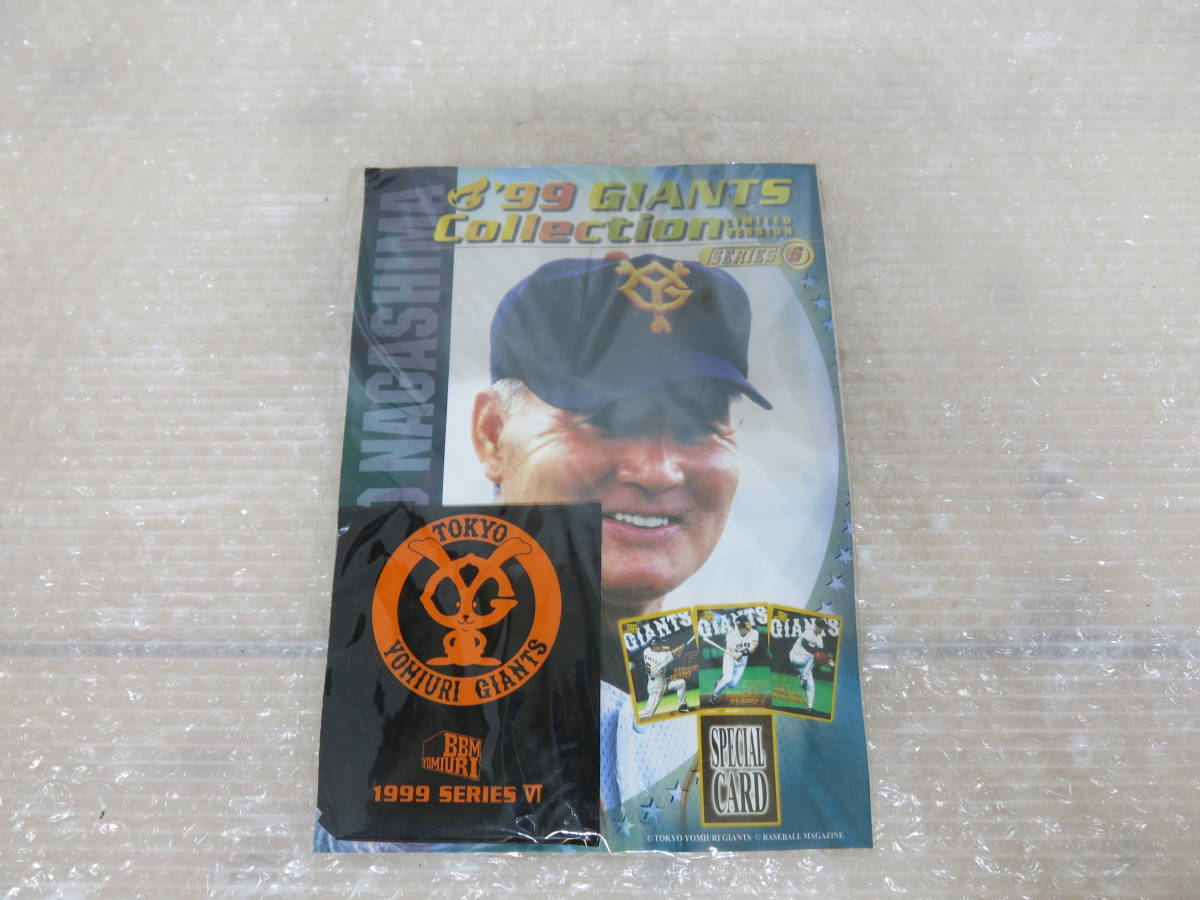 '99 GIANTS
Collection
LIMITED
VERSION
SERIES 6
NAGASHIMA
TOKYO
YOMIURI GIANTS
BBM
YOMIURI
1999 SERIES VI
GIANTS
GIANTS
GIANTS
SPECIAL
CARD
© TOKYO YOMIURI GIANTS © BASEBALL MAGAZINE